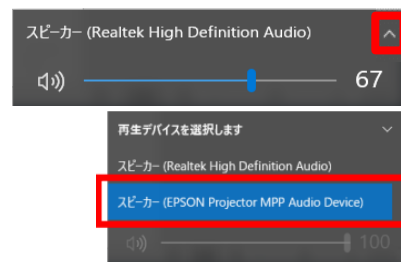 スピーカー (Realtek High Definition Audio)
67
再生デバイスを選択します
スピーカー (Realtek High Definition Audio)
スピーカー (EPSON Projector MPP Audio Device)
100